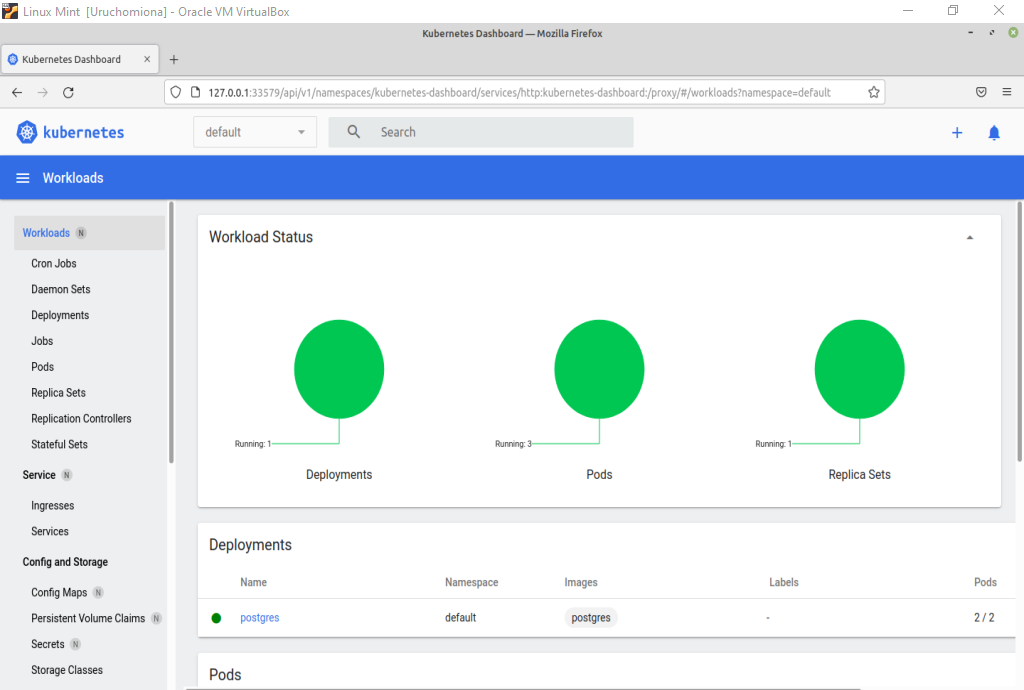 Linux Mint [Uruchomiona] - Oracle VM VirtualBox
Kubernetes Dashboard — Mozilla Firefox
Kubernetes Dashboard × +
127.0.0.1:33579/api/v1/namespaces/kubernetes-dashboard/services/http:kubernetes-dashboard:/proxy/#/workloads?namespace=default
kubernetes default Search +
Workloads
Workloads N
Cron Jobs
Daemon Sets
Deployments
Jobs
Pods
Replica Sets
Replication Controllers
Stateful Sets
Service N
Ingresses
Services
Config and Storage
Config Maps N
Persistent Volume Claims N
Secrets N
Storage Classes
Workload Status
Running: 1 Running: 3 Running: 1
Deployments Pods Replica Sets
Deployments
Name Namespace Images Labels Pods
postgres default postgres - 2 / 2
Pods